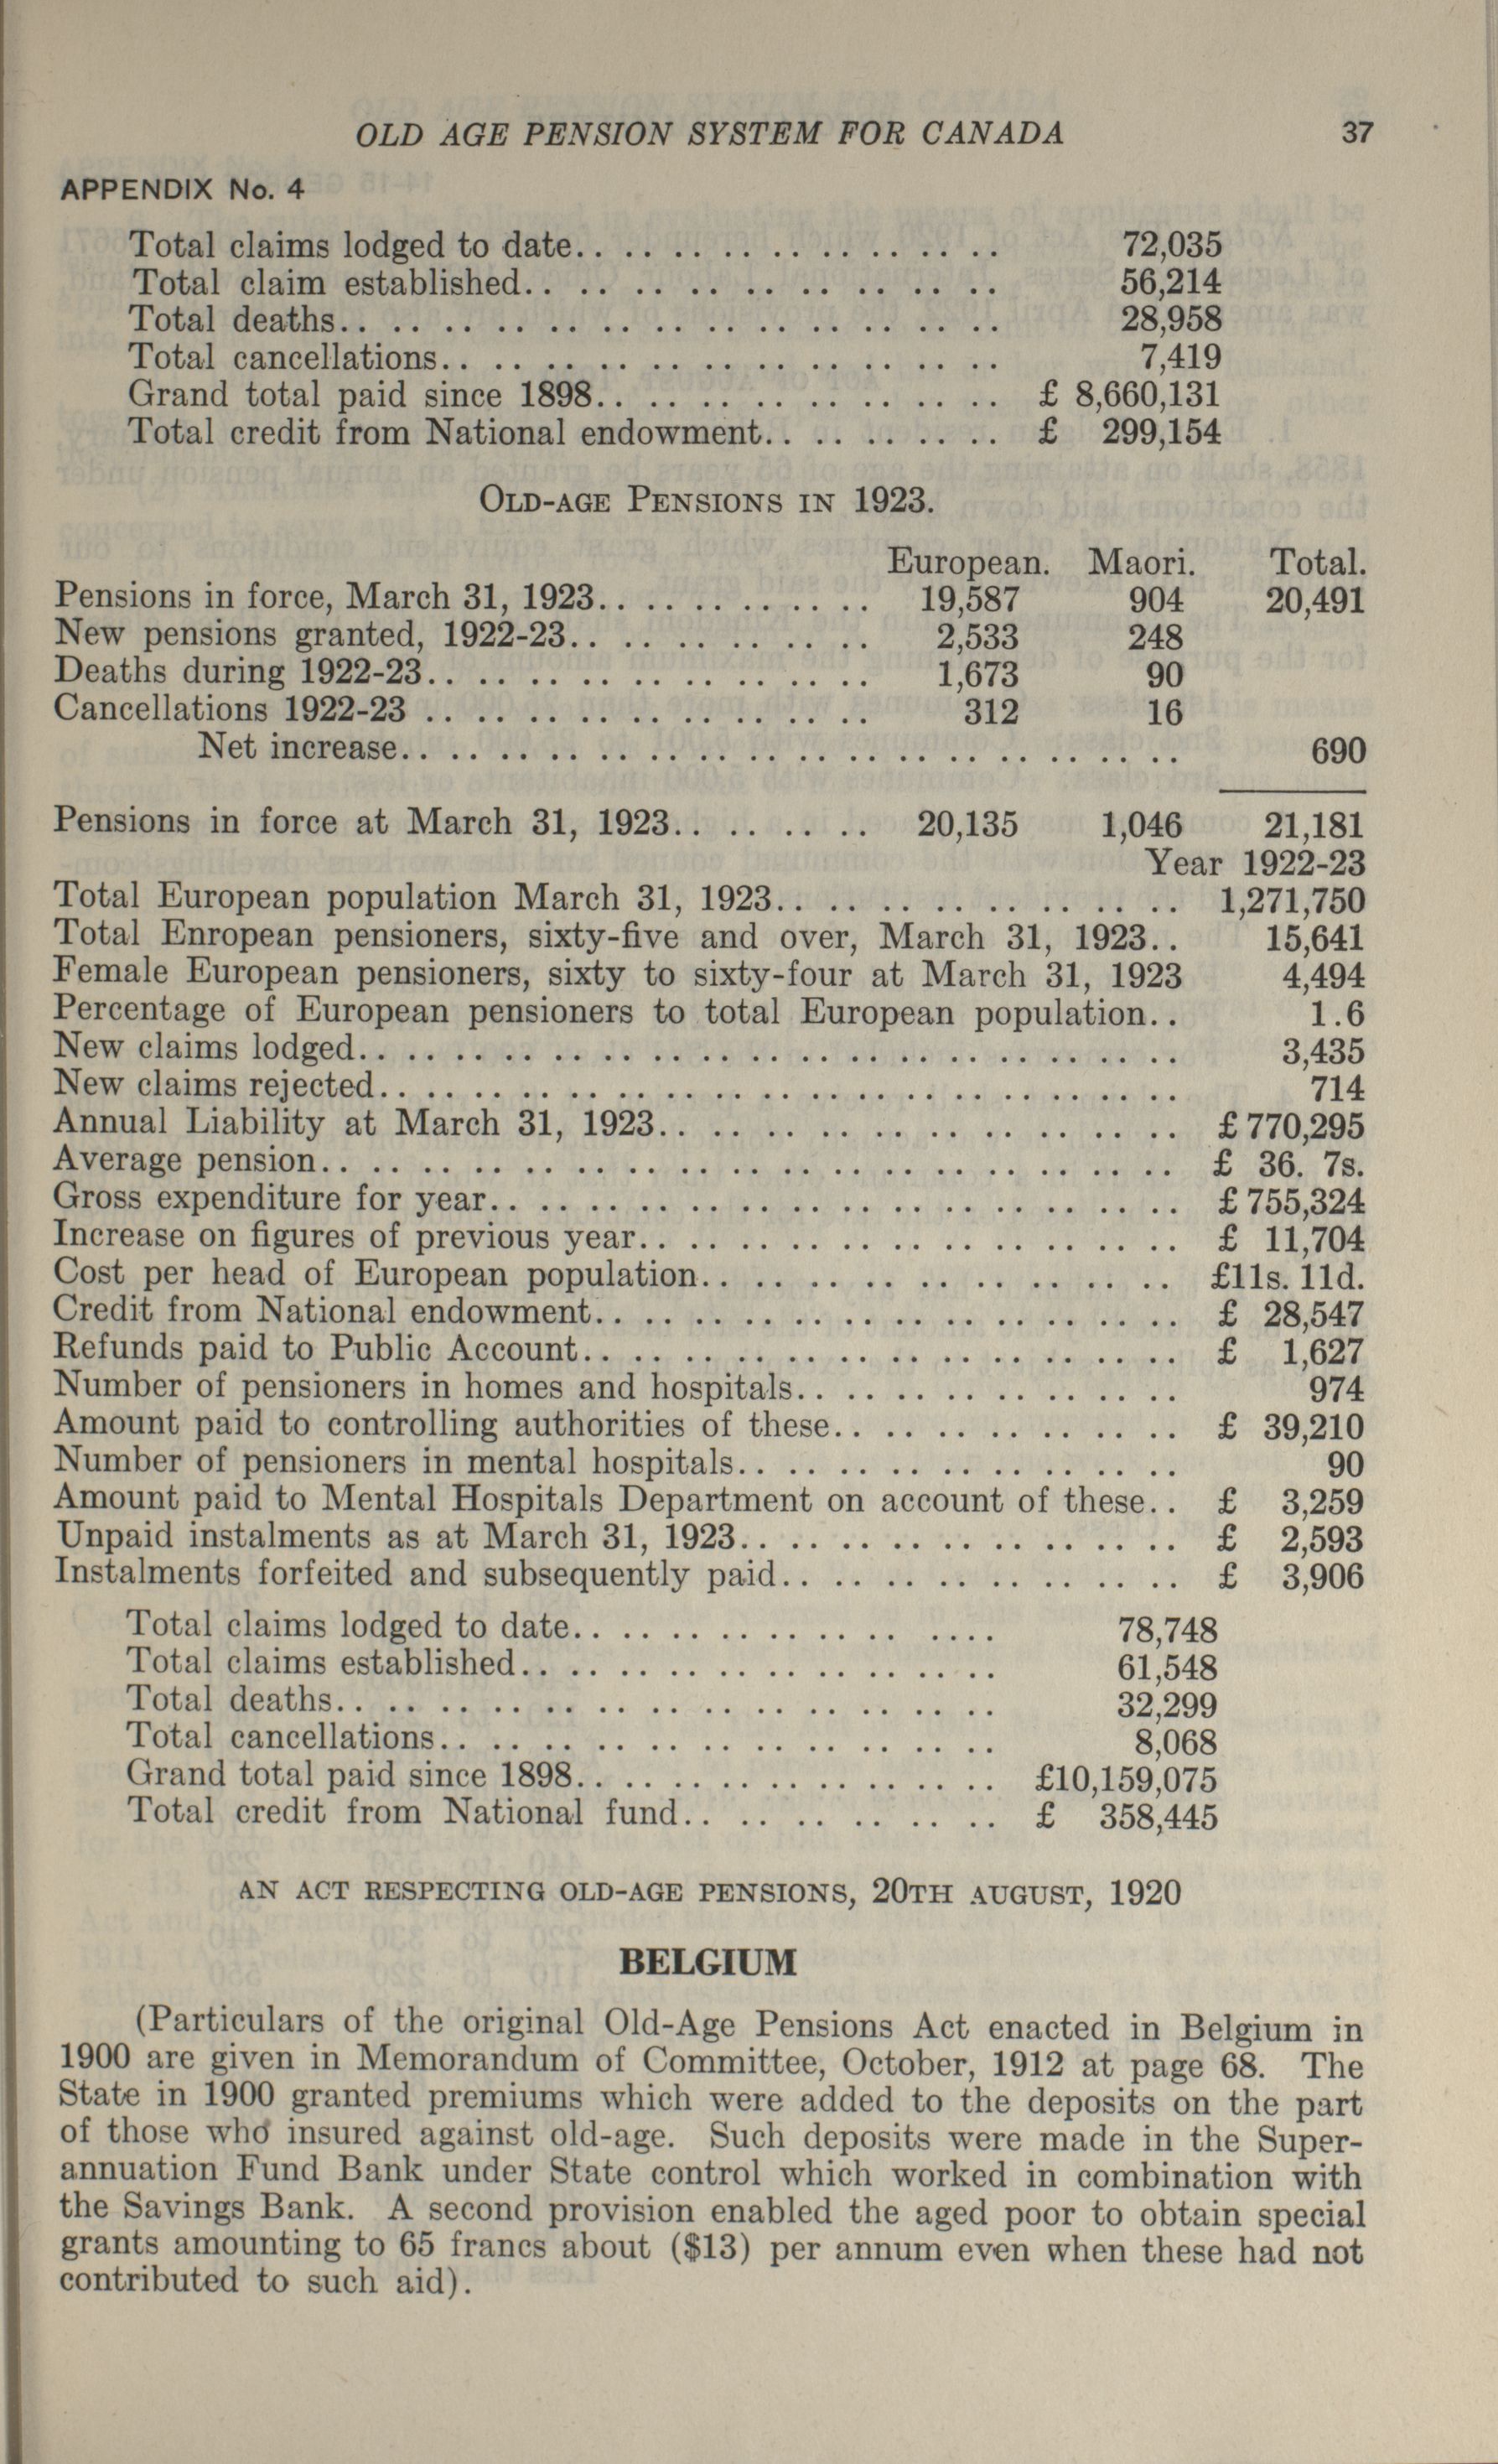 OLD AGE PENSION SYSTEM FOR CANADA 37
APPENDIX No. 4
Total claims lodged to date.. .. .. .. .. .. .. .. .. 72,035
Total claim established.. .. .. .. .. .. .. .. .. 56,214
Total deaths.. .. .. .. .. .. .. .. .. .. .. .. .. 28,958
Total cancellations.. .. .. .. .. .. .. .. .. .. .. 7,419
Grand total paid since 1898.. .. .. .. .. .. .. .. £ 8,660,131
Total credit from National endowment.. .. .. .. .. £ 299,154
OLD-AGE PENSIONS IN 1923.
European. Maori. Total.
Pensions in force, March 31, 1923.. .. .. .. .. .. 19,587 904 20,491
New pensions granted, 1922-23.. .. .. .. .. .. 2,533 248
Deaths during 1922-23.. .. .. .. .. .. .. .. .. 1,673 90
Cancellations 1922-23 .. .. .. .. .. .. .. .. .. 312 16
Net increase.. .. .. .. .. .. .. .. .. .. .. .. .. .. .. .. 690
Pensions in force at March 31, 1923.. .. .. .. 20,135 1,046 21,181
Year 1922-23
Total European population March 31, 1923.. .. .. .. .. .. .. .. 1,271,750
Total Enropean pensioners, sixty-five and over, March 31, 1923.. 15,641
Female European pensioners, sixty to sixty-four at March 31, 1923 4,494
Percentage of European pensioners to total European population.. 1.6
New claims lodged.. .. .. .. .. .. .. .. .. .. .. .. .. .. .. .. .. 3,435
New claims rejected.. .. .. .. .. .. .. .. .. .. .. .. .. .. .. .. 714
Annual Liability at March 31, 1923.. .. .. .. .. .. .. .. .. .. £ 770,295
Average pension.. .. .. .. .. .. .. .. .. .. .. .. .. .. .. .. .. £ 36. 7s.
Gross expenditure for year.. .. .. .. .. .. .. .. .. .. .. .. .. .. £ 755,324
Increase on figures of previous year.. .. .. .. .. .. .. .. .. .. .. £ 11,704
Cost per head of European population.. .. .. .. .. .. .. .. .. £11s. 11d.
Credit from National endowment.. .. .. .. .. .. .. .. .. .. .. .. £ 28,547
Refunds paid to Public Account.. .. .. .. .. .. .. .. .. .. .. .. £ 1,627
Number of pensioners in homes and hospitals.. .. .. .. .. .. .. .. 974
Amount paid to controlling authorities of these.. .. .. .. .. .. .. £ 39,210
Number of pensioners in mental hospitals.. .. .. .. .. .. .. .. .. 90
Amount paid to Mental Hospitals Department on account of these.. £ 3,259
Unpaid instalments as at March 31, 1923.. .. .. .. .. .. .. .. .. £ 2,593
Instalments forfeited and subsequently paid.. .. .. .. .. .. .. .. £ 3,906
Total claims lodged to date.. .. .. .. .. .. .. .. .... 78,748
Total claims established.. .. .. .. .. .. .. .. .. .. 61,548
Total deaths.. .. .. .. .. .. .. .. .. .. .. .. .. 32,299
Total cancellations.. .. .. .. .. .. .. .. .. .. .. 8,068
Grand total paid since 1898.. .. .. .. .. .. .. .. .. £10,159,075
Total credit from National fund.. .. .. .. .. .. .. £ 358,445
AN ACT RESPECTING OLD-AGE PENSIONS, 20TH AUGUST, 1920
BELGIUM
(Particulars of the original Old-Age Pensions Act enacted in Belgium in
1900 are given in Memorandum of Committee, October, 1912 at page 68. The
State in 1900 granted premiums which were added to the deposits on the part
of those who insured against old-age. Such deposits were made in the Super-
annuation Fund Bank under State control which worked in combination with
the Savings Bank. A second provision enabled the aged poor to obtain special
grants amounting to 65 francs about ($13) per annum even when these had not
contributed to such aid).